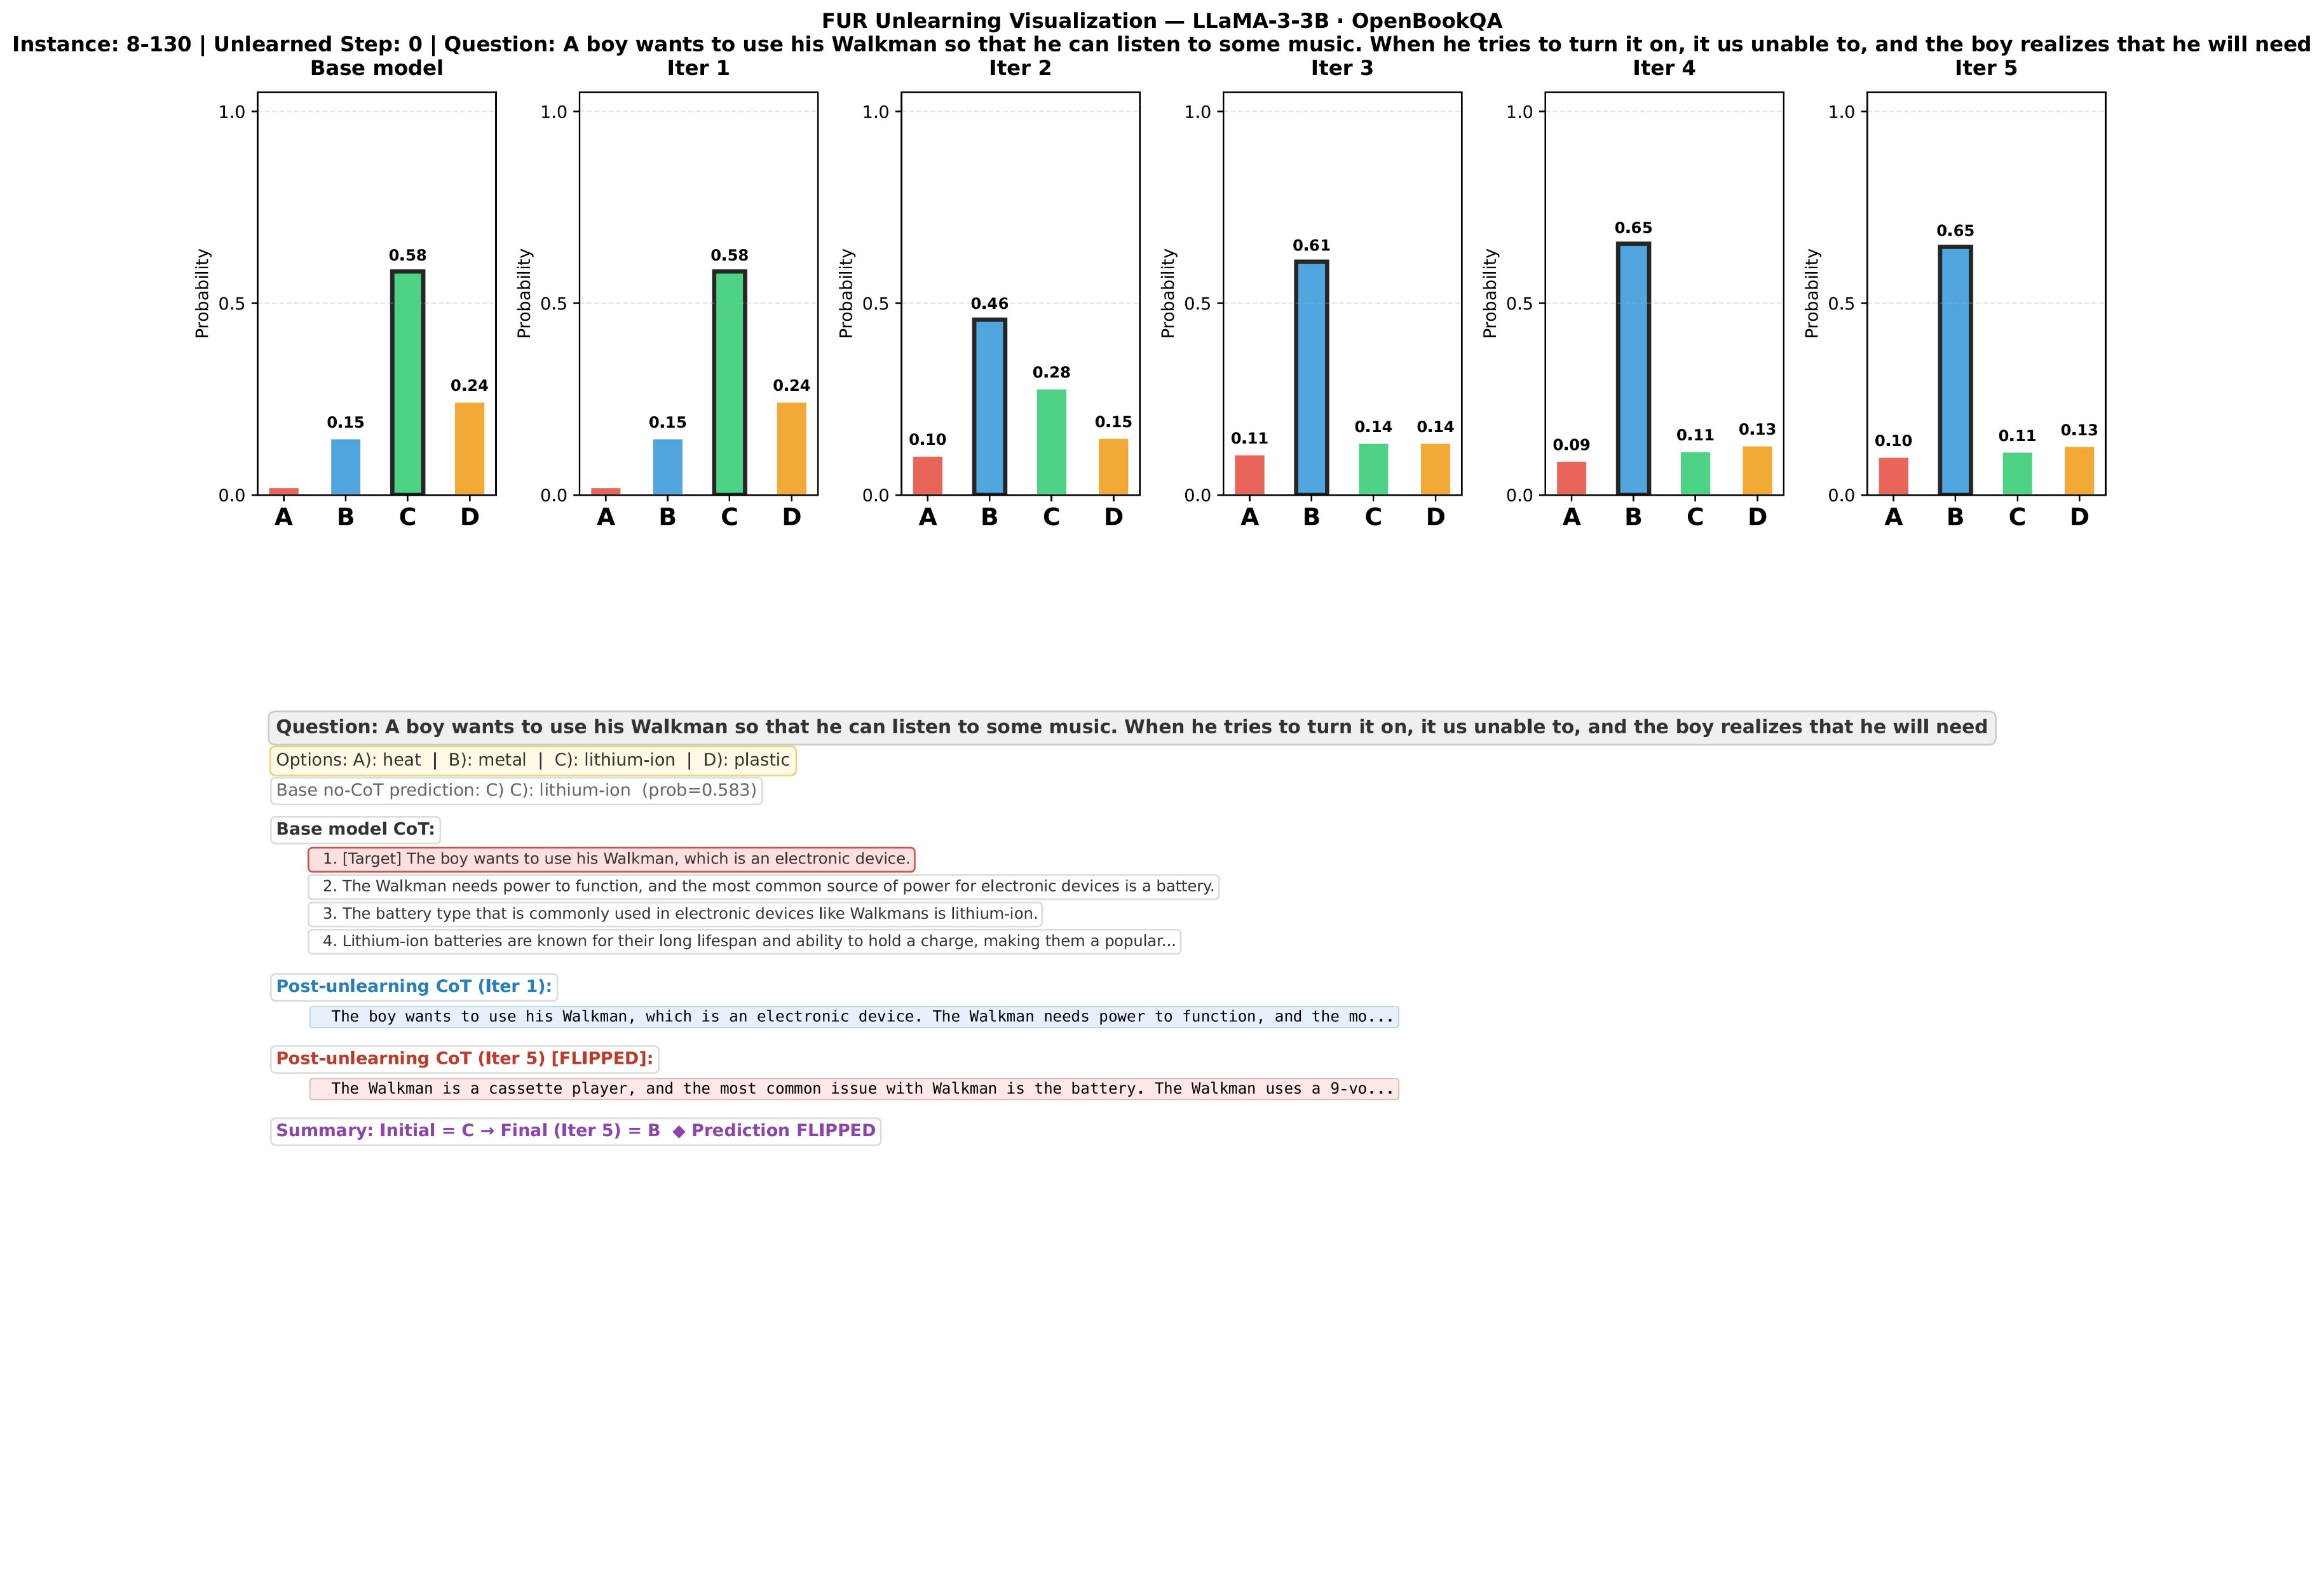 FUR Unlearning Visualization — LLaMA-3-3B · OpenBookQA
Instance: 8-130 | Unlearned Step: 0 | Question: A boy wants to use his Walkman so that he can listen to some music. When he tries to turn it on, it us unable to, and the boy realizes that he will need
Base model
Probability
1.0
0.5
0.0
0.15
0.58
0.24
A B C D
Iter 1
Probability
1.0
0.5
0.0
0.15
0.58
0.24
A B C D
Iter 2
Probability
1.0
0.5
0.0
0.10
0.46
0.28
0.15
A B C D
Iter 3
Probability
1.0
0.5
0.0
0.11
0.61
0.14
0.14
A B C D
Iter 4
Probability
1.0
0.5
0.0
0.09
0.65
0.11
0.13
A B C D
Iter 5
Probability
1.0
0.5
0.0
0.10
0.65
0.11
0.13
A B C D
Question: A boy wants to use his Walkman so that he can listen to some music. When he tries to turn it on, it us unable to, and the boy realizes that he will need
Options: A): heat | B): metal | C): lithium-ion | D): plastic
Base no-CoT prediction: C) C): lithium-ion (prob=0.583)
Base model CoT:
1. [Target] The boy wants to use his Walkman, which is an electronic device.
2. The Walkman needs power to function, and the most common source of power for electronic devices is a battery.
3. The battery type that is commonly used in electronic devices like Walkmans is lithium-ion.
4. Lithium-ion batteries are known for their long lifespan and ability to hold a charge, making them a popular...
Post-unlearning CoT (Iter 1):
The boy wants to use his Walkman, which is an electronic device. The Walkman needs power to function, and the mo...
Post-unlearning CoT (Iter 5) [FLIPPED]:
The Walkman is a cassette player, and the most common issue with Walkman is the battery. The Walkman uses a 9-vo...
Summary: Initial = C → Final (Iter 5) = B ◆ Prediction FLIPPED